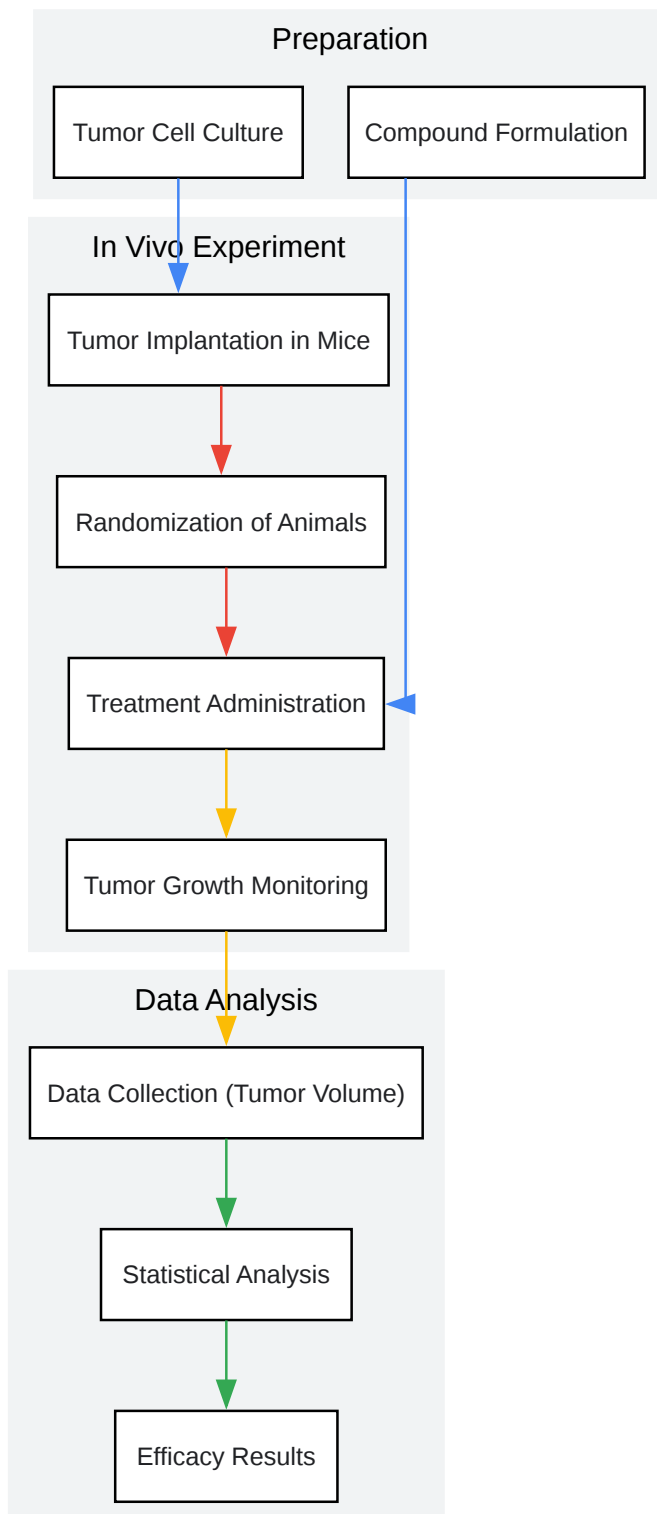 Preparation
Tumor Cell Culture
Compound Formulation
In Vivo Experiment
Tumor Implantation in Mice
Randomization of Animals
Treatment Administration
Tumor Growth Monitoring
Data Analysis
Data Collection (Tumor Volume)
Statistical Analysis
Efficacy Results